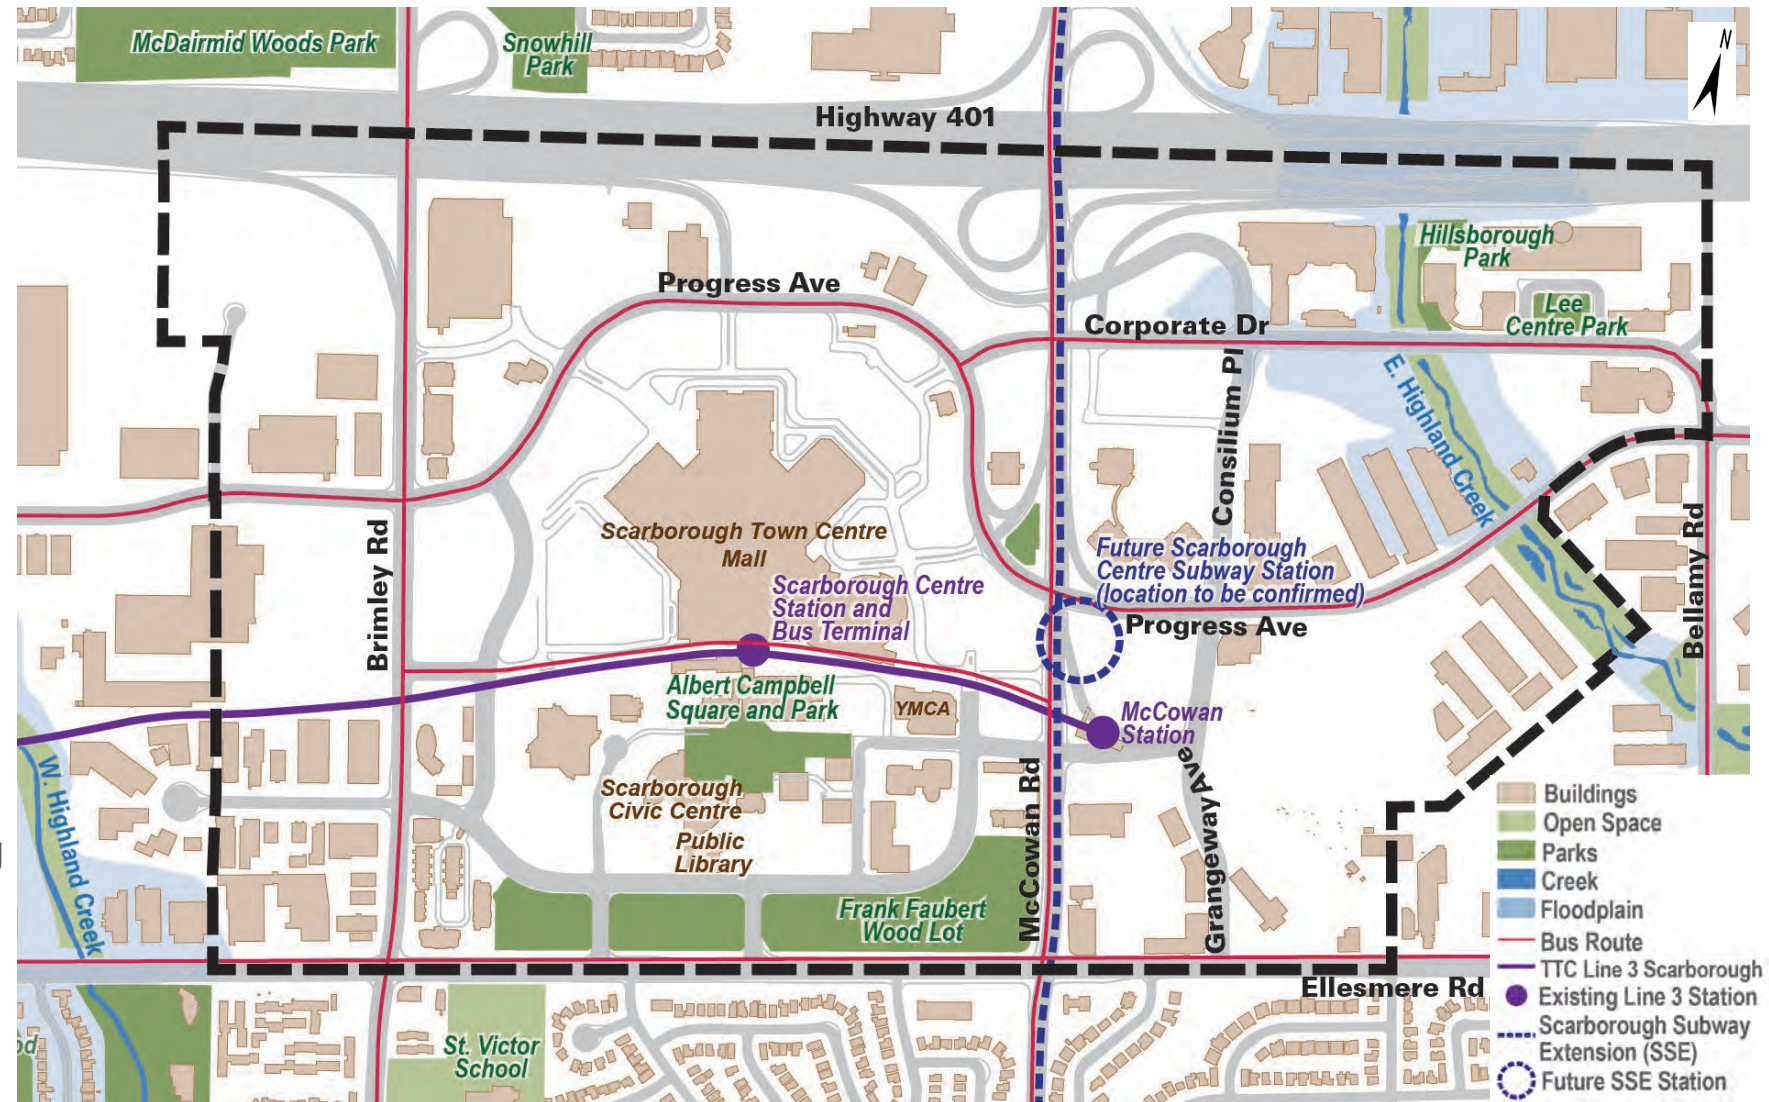 McDairmid Woods Park
Snowhill
Park
N
Highway 401
Hillsborough
Park
Progress Ave
Corporate Dr
Lee
Centre Park
E. Highland Creek
Consilium Pl
Scarborough Town Centre
Mall
Brimley Rd
Future Scarborough
Centre Subway Station
(location to be confirmed)
Bellamy Rd
Scarborough Centre
Station and
Bus Terminal
Progress Ave
Albert Campbell
Square and Park
YMCA
McCowan
Station
W. Highland Creek
Scarborough
Civic Centre
Public
Library
McCowan Rd
Grangeway Ave
Frank Faubert
Wood Lot
Ellesmere Rd
St. Victor
School
Buildings
Open Space
Parks
Creek
Floodplain
Bus Route
TTC Line 3 Scarborough
Existing Line 3 Station
Scarborough Subway
Extension (SSE)
Future SSE Station